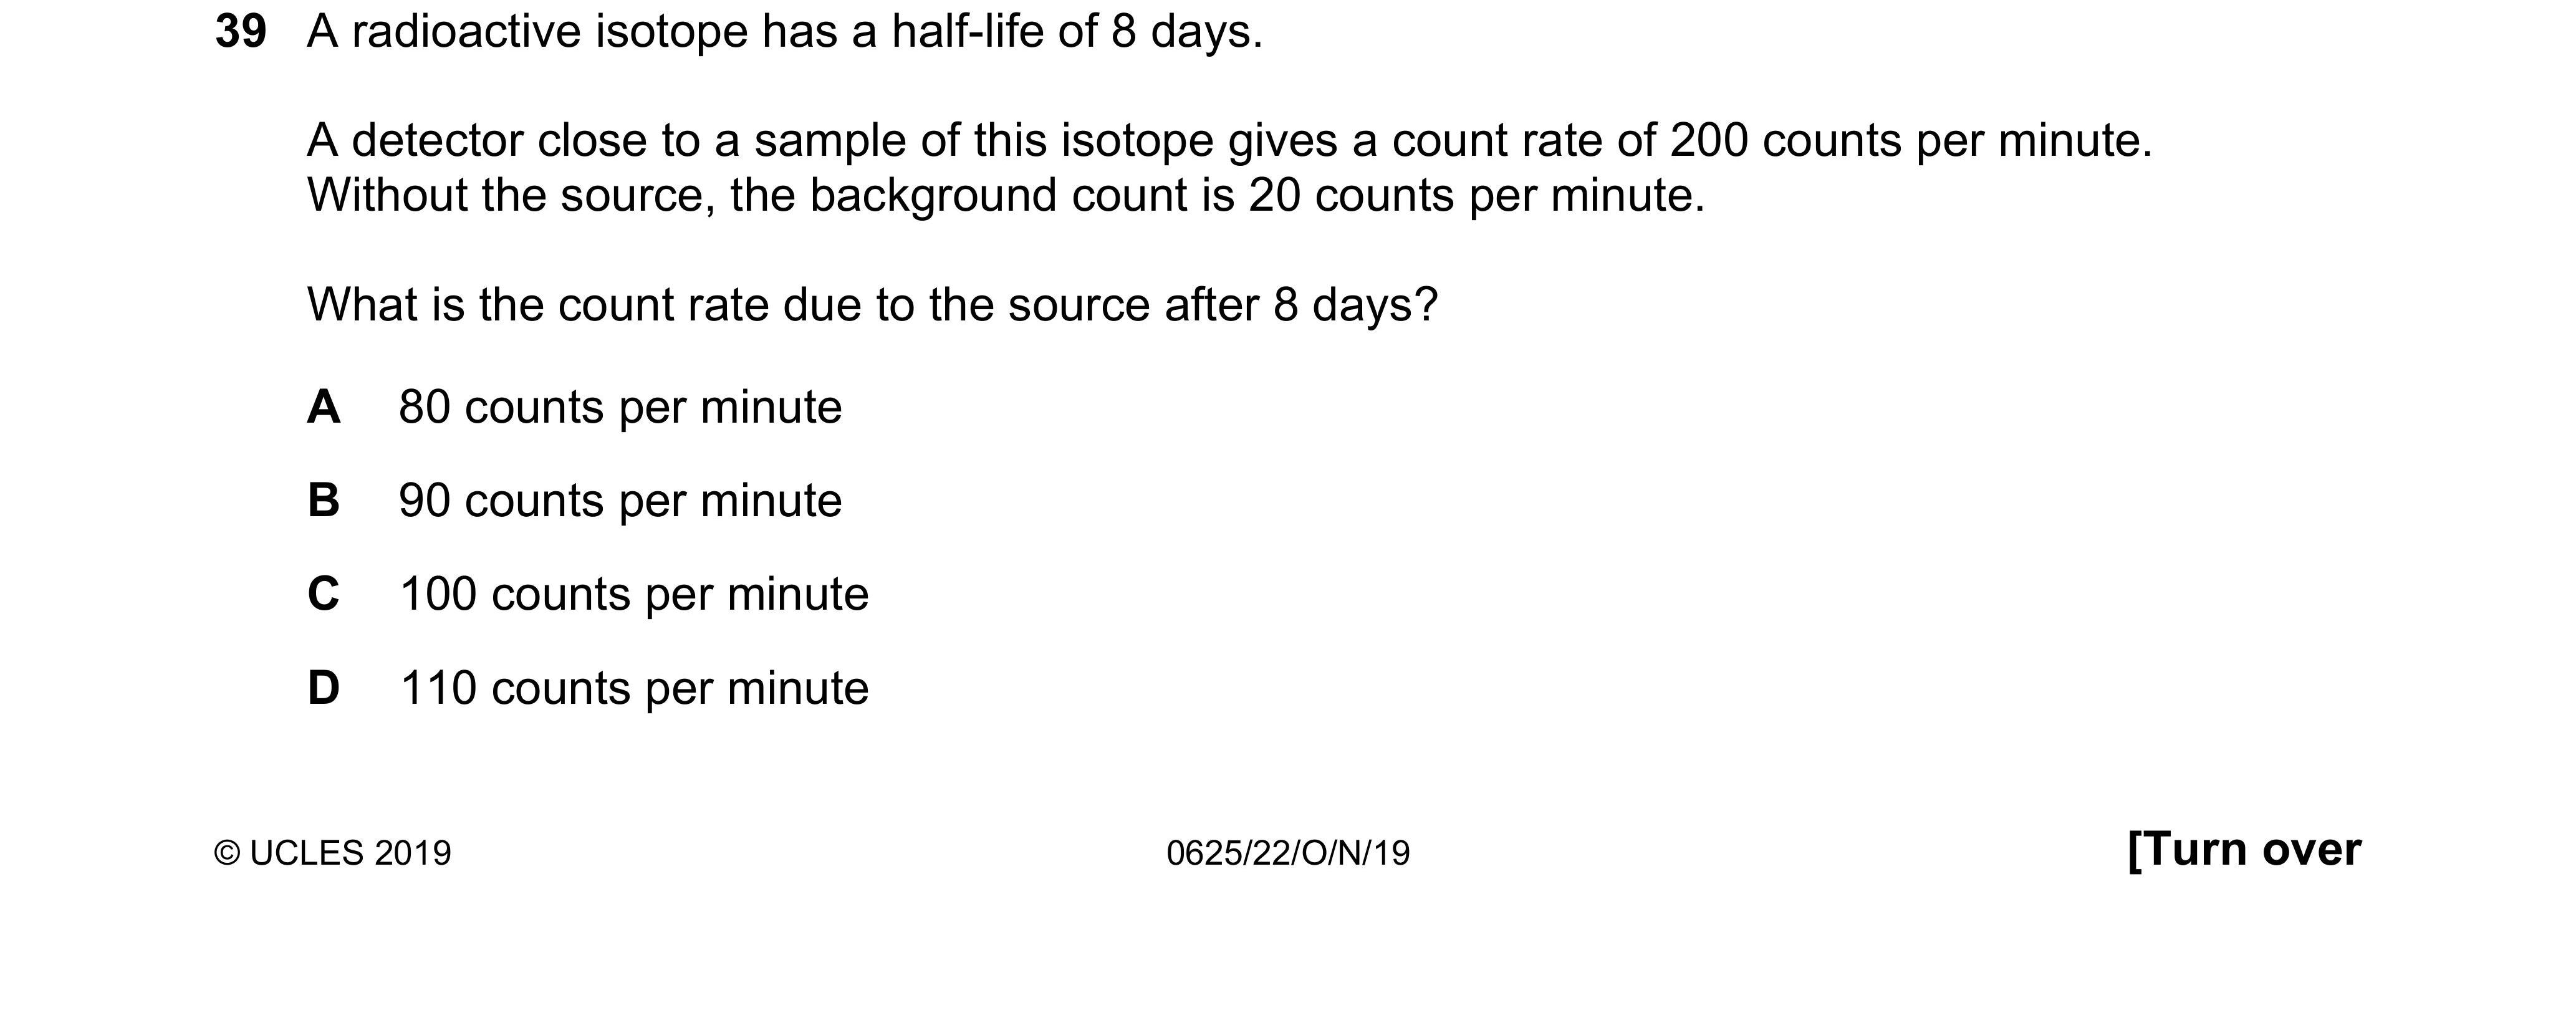 39 A radioactive isotope has a half-life of 8 days.
A detector close to a sample of this isotope gives a count rate of 200 counts per minute.
Without the source, the background count is 20 counts per minute.
What is the count rate due to the source after 8 days?
A 80 counts per minute
B 90 counts per minute
C 100 counts per minute
D 110 counts per minute
© UCLES 2019 0625/22/O/N/19 [Turn over